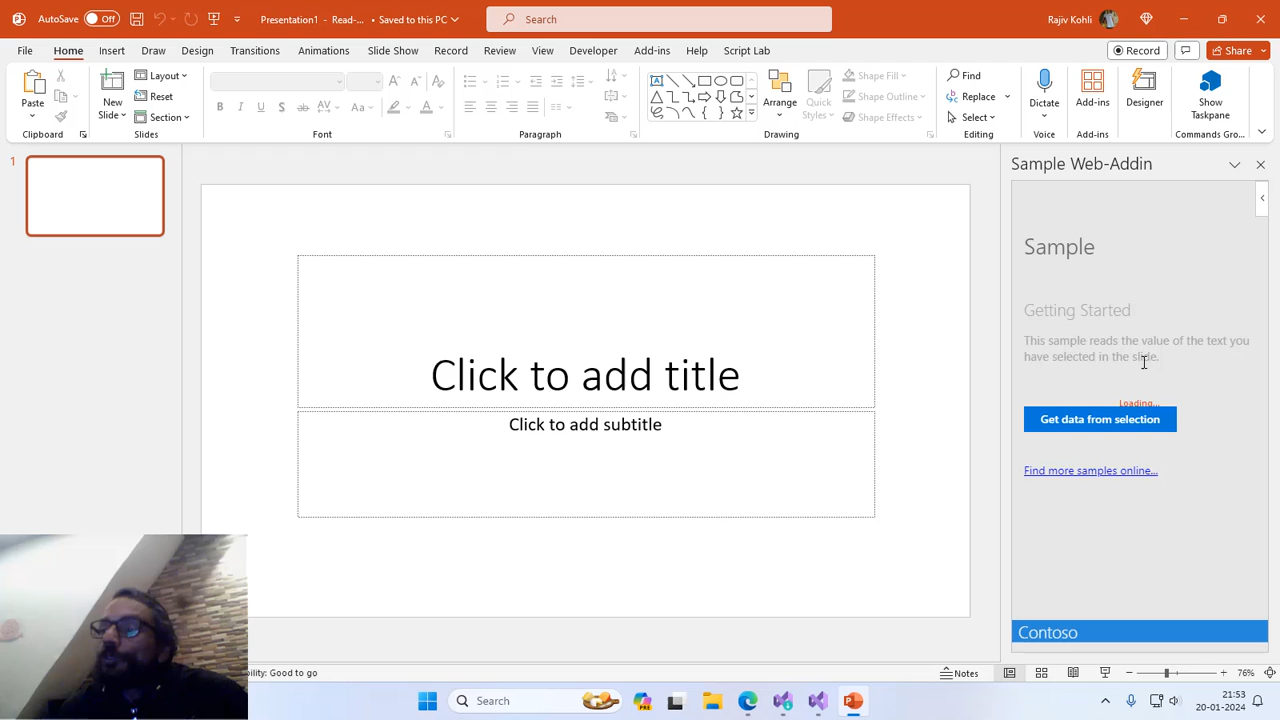 AutoSave Off Presentation1 - Read-... • Saved to this PC Search Rajiv Kohli
File Home Insert Draw Design Transitions Animations Slide Show Record Review View Developer Add-ins Help Script Lab Record Share
Paste
New
Slide
Layout
Reset
Section
B I U S ab AV Aa A
Arrange
Quick
Styles
Shape Fill
Shape Outline
Shape Effects
Find
Replace
Select
Dictate
Add-ins
Designer
Show
Taskpane
Clipboard Slides Font Paragraph Drawing Editing Voice Add-ins Commands Gro...
1
Click to add title
Click to add subtitle
Sample Web-Addin
Sample
Getting Started
This sample reads the value of the text you
have selected in the slide.
Loading...
Get data from selection
Find more samples online...
Contoso
bility: Good to go Notes 76%
Search
21:53
20-01-2024